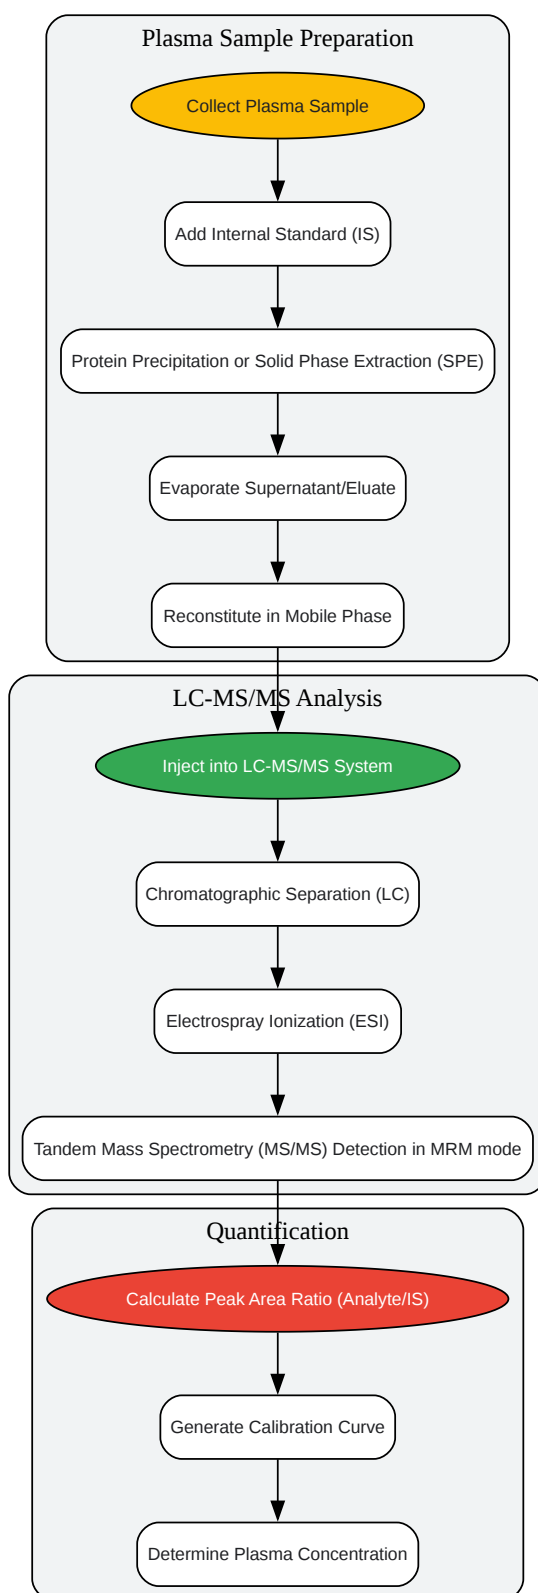 Plasma Sample Preparation
Collect Plasma Sample
Add Internal Standard (IS)
Protein Precipitation or Solid Phase Extraction (SPE)
Evaporate Supernatant/Eluate
Reconstitute in Mobile Phase
LC-MS/MS Analysis
Inject into LC-MS/MS System
Chromatographic Separation (LC)
Electrospray Ionization (ESI)
Tandem Mass Spectrometry (MS/MS) Detection in MRM mode
Quantification
Calculate Peak Area Ratio (Analyte/IS)
Generate Calibration Curve
Determine Plasma Concentration